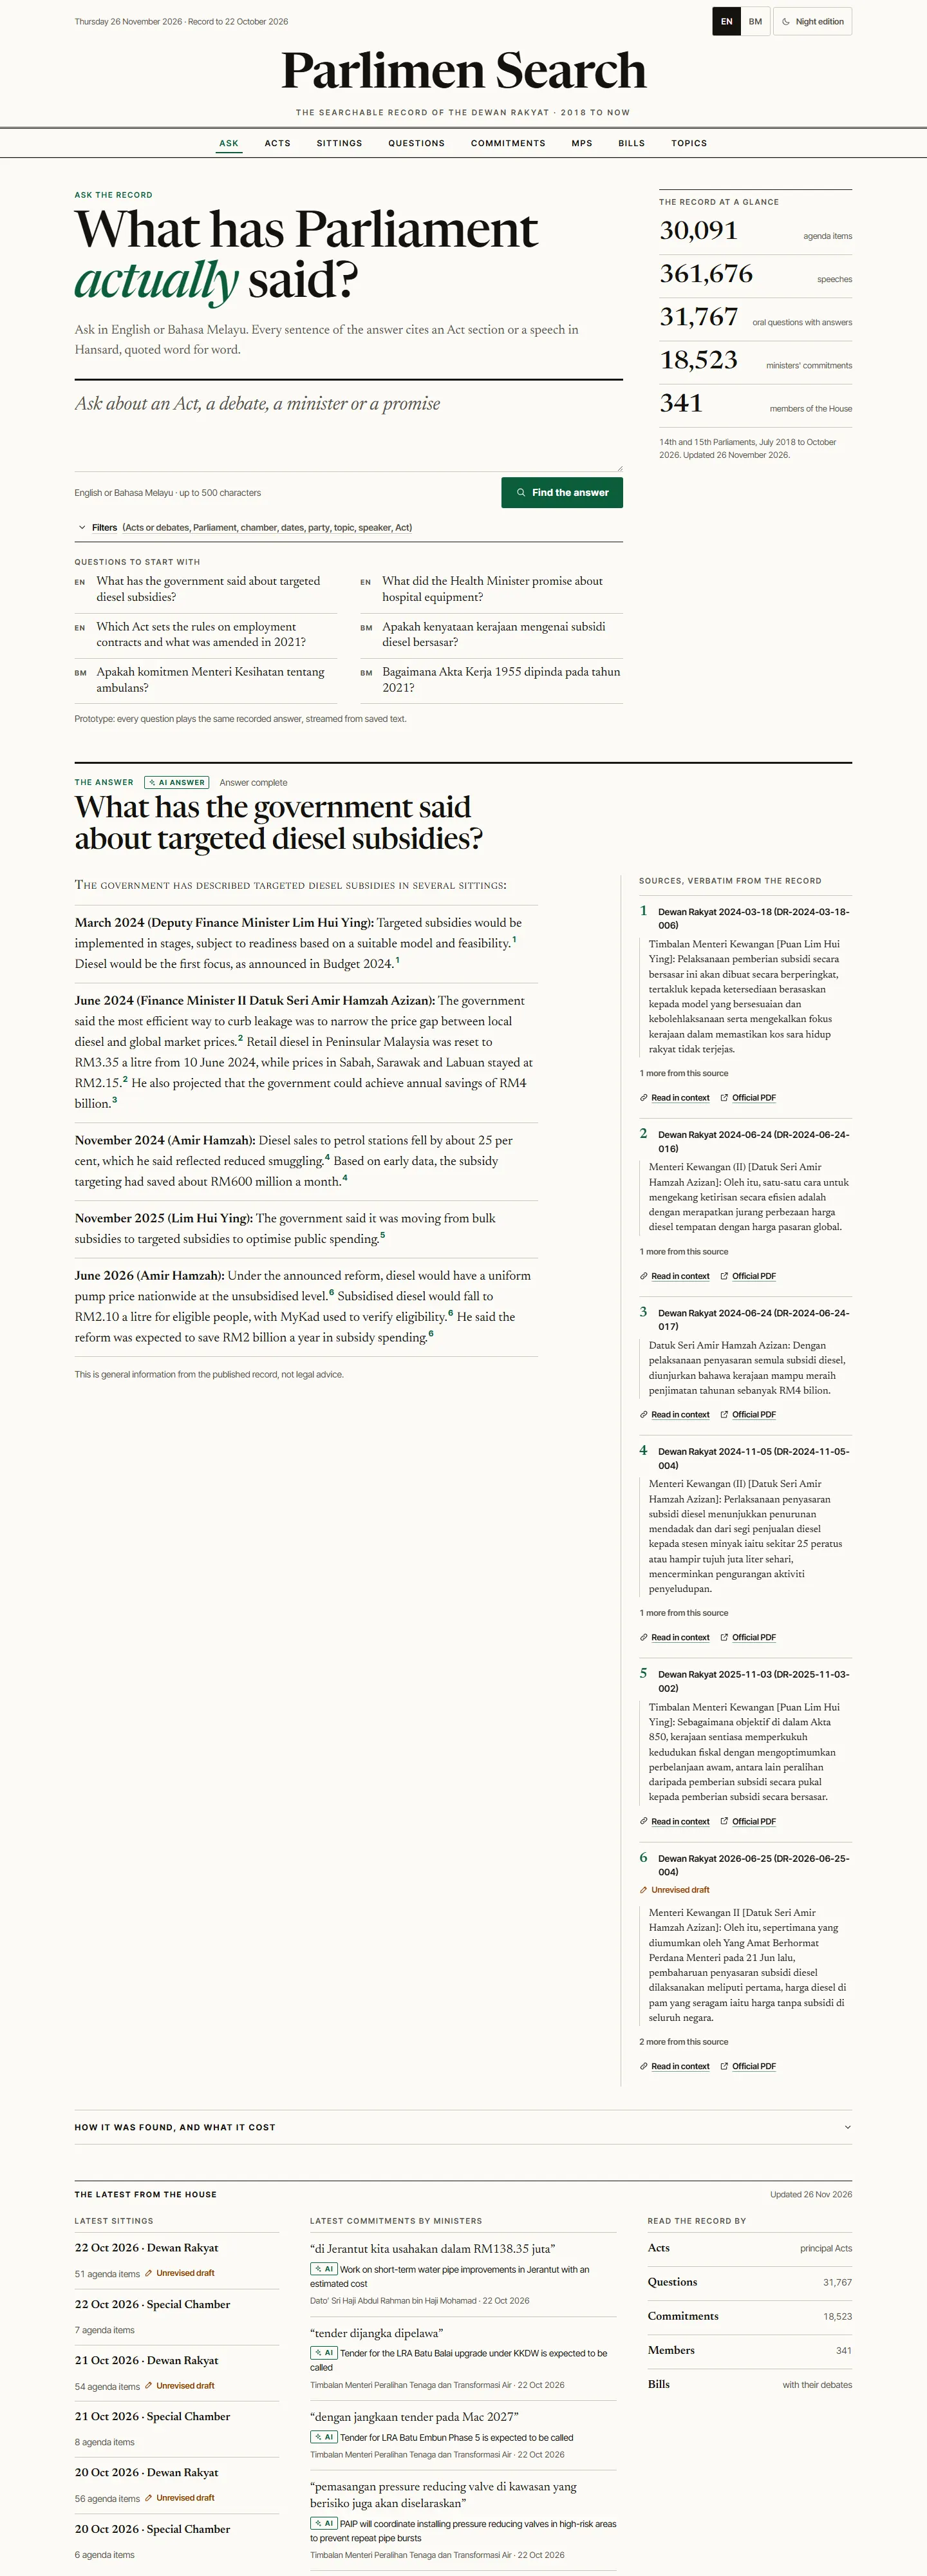 Thursday 26 November 2026 · Record to 22 October 2026
EN
BM
Night edition
Parlimen Search
THE SEARCHABLE RECORD OF THE DEWAN RAKYAT · 2018 TO NOW
ASK
ACTS
SITTINGS
QUESTIONS
COMMITMENTS
MPS
BILLS
TOPICS
ASK THE RECORD
What has Parliament
actually said?
Ask in English or Bahasa Melayu. Every sentence of the answer cites an Act section or a speech in
Hansard, quoted word for word.
Ask about an Act, a debate, a minister or a promise
English or Bahasa Melayu · up to 500 characters
Find the answer
Filters (Acts or debates, Parliament, chamber, dates, party, topic, speaker, Act)
QUESTIONS TO START WITH
EN What has the government said about targeted
diesel subsidies?
EN What did the Health Minister promise about
hospital equipment?
EN Which Act sets the rules on employment
contracts and what was amended in 2021?
BM Apakah kenyataan kerajaan mengenai subsidi
diesel bersasar?
BM Apakah komitmen Menteri Kesihatan tentang
ambulans?
BM Bagaimana Akta Kerja 1955 dipinda pada tahun
2021?
Prototype: every question plays the same recorded answer, streamed from saved text.
THE RECORD AT A GLANCE
30,091 agenda items
361,676 speeches
31,767 oral questions with answers
18,523 ministers' commitments
341 members of the House
14th and 15th Parliaments, July 2018 to October
2026. Updated 26 November 2026.
THE ANSWER
AI ANSWER
Answer complete
What has the government said
about targeted diesel subsidies?
The government has described targeted diesel subsidies in several sittings:
March 2024 (Deputy Finance Minister Lim Hui Ying): Targeted subsidies would be
implemented in stages, subject to readiness based on a suitable model and feasibility.1
Diesel would be the first focus, as announced in Budget 2024.1
June 2024 (Finance Minister II Datuk Seri Amir Hamzah Azizan): The government
said the most efficient way to curb leakage was to narrow the price gap between local
diesel and global market prices.2 Retail diesel in Peninsular Malaysia was reset to
RM3.35 a litre from 10 June 2024, while prices in Sabah, Sarawak and Labuan stayed at
RM2.15.2 He also projected that the government could achieve annual savings of RM4
billion.3
November 2024 (Amir Hamzah): Diesel sales to petrol stations fell by about 25 per
cent, which he said reflected reduced smuggling.4 Based on early data, the subsidy
targeting had saved about RM600 million a month.4
November 2025 (Lim Hui Ying): The government said it was moving from bulk
subsidies to targeted subsidies to optimise public spending.5
June 2026 (Amir Hamzah): Under the announced reform, diesel would have a uniform
pump price nationwide at the unsubsidised level.6 Subsidised diesel would fall to
RM2.10 a litre for eligible people, with MyKad used to verify eligibility.6 He said the
reform was expected to save RM2 billion a year in subsidy spending.6
This is general information from the published record, not legal advice.
SOURCES, VERBATIM FROM THE RECORD
1 Dewan Rakyat 2024-03-18 (DR-2024-03-18-
006)
Timbalan Menteri Kewangan [Puan Lim Hui
Ying]: Pelaksanaan pemberian subsidi secara
bersasar ini akan dibuat secara berperingkat,
tertakluk kepada ketersediaan berasaskan
kepada model yang bersesuaian dan
kebolehlaksanaan serta mengekalkan fokus
kerajaan dalam memastikan kos sara hidup
rakyat tidak terjejas.
1 more from this source
Read in context
Official PDF
2 Dewan Rakyat 2024-06-24 (DR-2024-06-24-
016)
Menteri Kewangan (II) [Datuk Seri Amir
Hamzah Azizan]: Oleh itu, satu-satu cara untuk
mengekang ketirisan secara efisien adalah
dengan merapatkan jurang perbezaan harga
diesel tempatan dengan harga pasaran global.
1 more from this source
Read in context
Official PDF
3 Dewan Rakyat 2024-06-24 (DR-2024-06-24-
017)
Datuk Seri Amir Hamzah Azizan: Dengan
pelaksanaan penyasaran semula subsidi diesel,
diunjurkan bahawa kerajaan mampu meraih
penjimatan tahunan sebanyak RM4 bilion.
Read in context
Official PDF
4 Dewan Rakyat 2024-11-05 (DR-2024-11-05-
004)
Menteri Kewangan (II) [Datuk Seri Amir
Hamzah Azizan]: Perlaksanaan penyasaran
subsidi diesel menunjukkan penurunan
mendadak dan dari segi penjualan diesel
kepada stesen minyak iaitu sekitar 25 peratus
atau hampir tujuh juta liter sehari,
mencerminkan pengurangan aktiviti
penyeludupan.
1 more from this source
Read in context
Official PDF
5 Dewan Rakyat 2025-11-03 (DR-2025-11-03-
002)
Timbalan Menteri Kewangan [Puan Lim Hui
Ying]: Sebagaimana objektif di dalam Akta
850, kerajaan sentiasa memperkukuh
kedudukan fiskal dengan mengoptimumkan
perbelanjaan awam, antara lain peralihan
daripada pemberian subsidi secara pukal
kepada pemberian subsidi secara bersasar.
Read in context
Official PDF
6 Dewan Rakyat 2026-06-25 (DR-2026-06-25-
004)
Unrevised draft
Menteri Kewangan II [Datuk Seri Amir
Hamzah Azizan]: Oleh itu, sepertimana yang
diumumkan oleh Yang Amat Berhormat
Perdana Menteri pada 21 Jun lalu,
pembaharuan penyasaran subsidi diesel
dilaksanakan meliputi pertama, harga diesel di
pam yang seragam iaitu harga tanpa subsidi di
seluruh negara.
2 more from this source
Read in context
Official PDF
HOW IT WAS FOUND, AND WHAT IT COST
THE LATEST FROM THE HOUSE
Updated 26 Nov 2026
LATEST SITTINGS
22 Oct 2026 · Dewan Rakyat
51 agenda items Unrevised draft
22 Oct 2026 · Special Chamber
7 agenda items
21 Oct 2026 · Dewan Rakyat
54 agenda items Unrevised draft
21 Oct 2026 · Special Chamber
8 agenda items
20 Oct 2026 · Dewan Rakyat
56 agenda items Unrevised draft
20 Oct 2026 · Special Chamber
6 agenda items
LATEST COMMITMENTS BY MINISTERS
“di Jerantut kita usahakan dalam RM138.35 juta”
AI Work on short-term water pipe improvements in Jerantut with an
estimated cost
Dato' Sri Haji Abdul Rahman bin Haji Mohamad · 22 Oct 2026
“tender dijangka dipelawa”
AI Tender for the LRA Batu Balai upgrade under KKDW is expected to be
called
Timbalan Menteri Peralihan Tenaga dan Transformasi Air · 22 Oct 2026
“dengan jangkaan tender pada Mac 2027”
AI Tender for LRA Batu Embun Phase 5 is expected to be called
Timbalan Menteri Peralihan Tenaga dan Transformasi Air · 22 Oct 2026
“pemasangan pressure reducing valve di kawasan yang
berisiko juga akan diselaraskan”
AI PAIP will coordinate installing pressure reducing valves in high-risk areas
to prevent repeat pipe bursts
Timbalan Menteri Peralihan Tenaga dan Transformasi Air · 22 Oct 2026
READ THE RECORD BY
Acts principal Acts
Questions 31,767
Commitments 18,523
Members 341
Bills with their debates